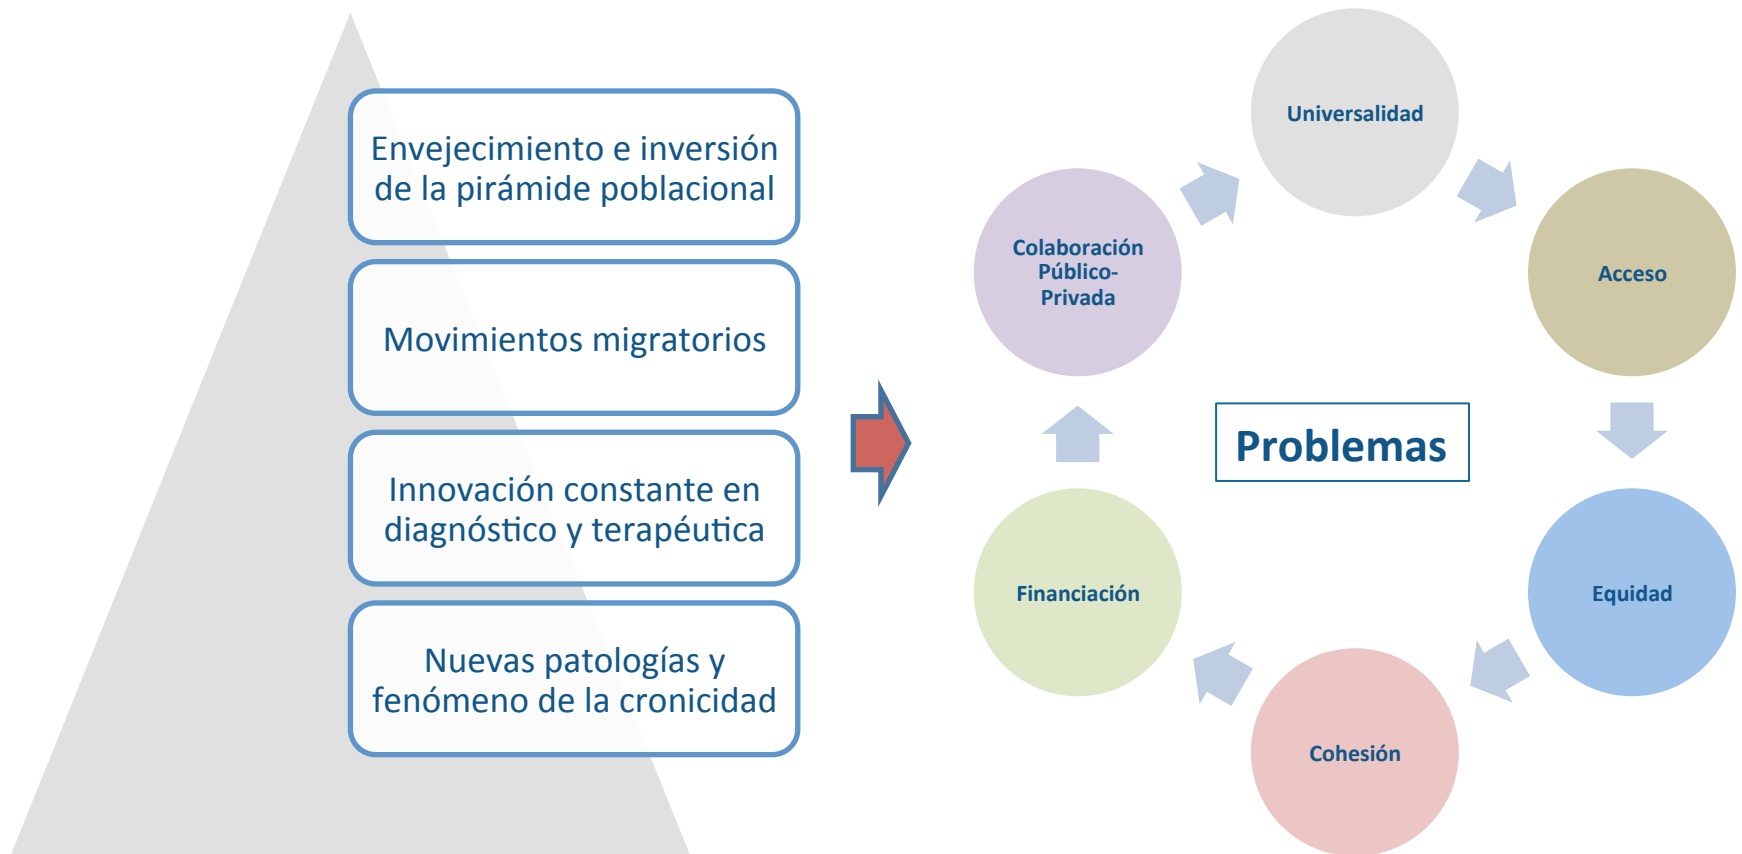 Envejecimiento e inversión
de la pirámide poblacional
Movimientos migratorios
Innovación constante en
diagnóstico y terapéutica
Nuevas patologías y
fenómeno de la cronicidad
Universalidad
Acceso
Equidad
Cohesión
Financiación
Colaboración
Público-
Privada
Problemas